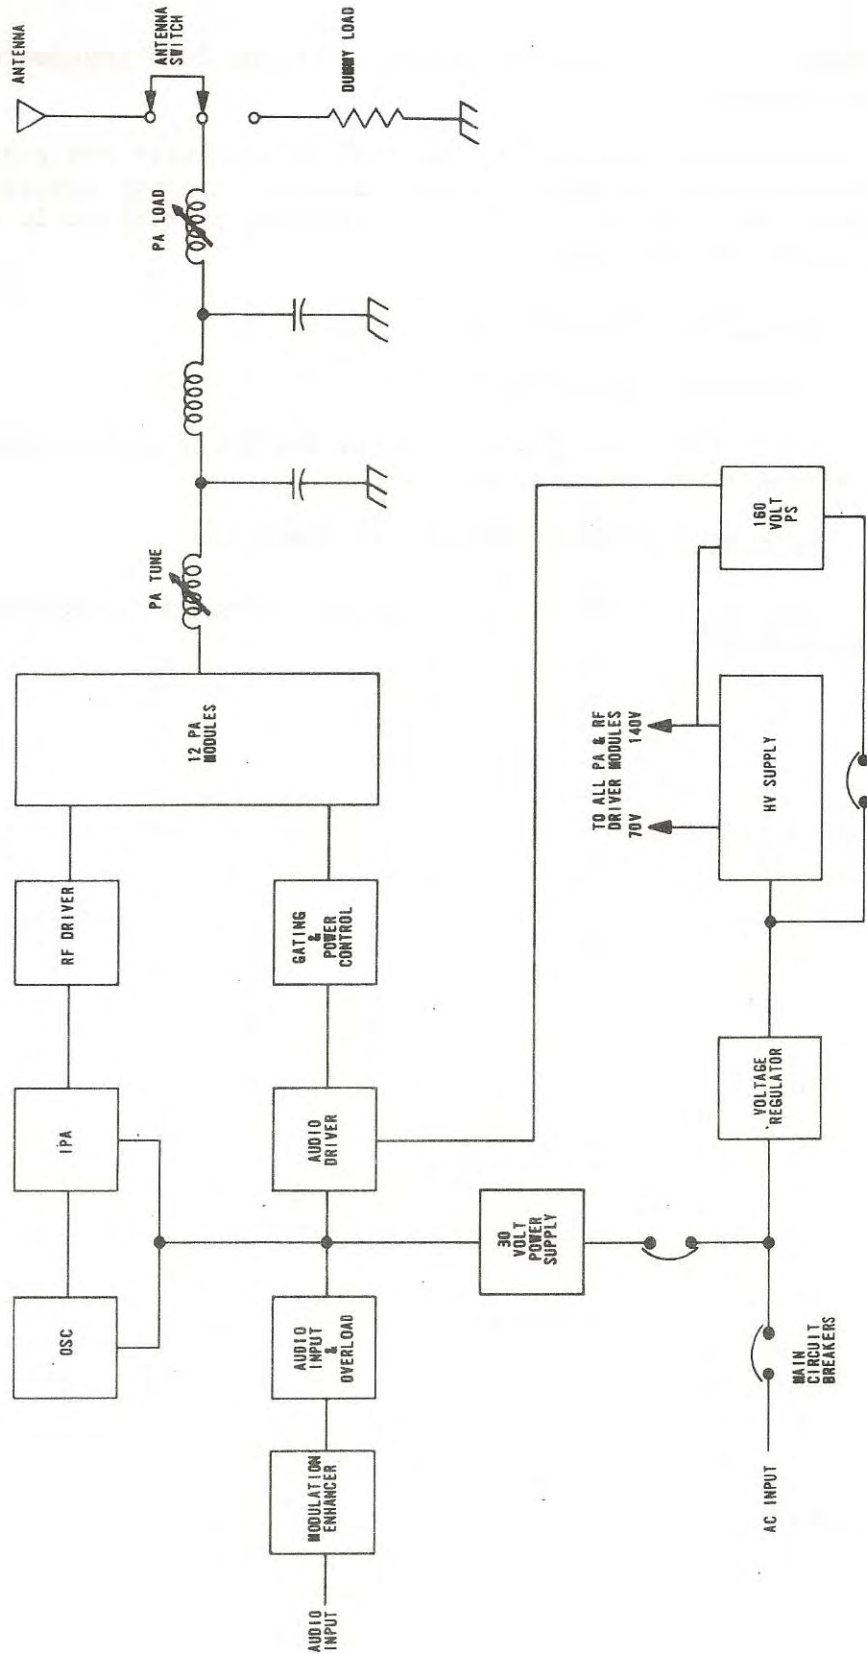 ANTENNA
ANTENNA
SWITCH
DUMMY LOAD
PA LOAD
PA TUNE
12 PA
MODULES
RF DRIVER
GATING
&
POWER
CONTROL
IPA
AUDIO
DRIVER
OSC
AUDIO
INPUT
&
OVERLOAD
MODULATION
ENHANCER
AUDIO
INPUT
160
VOLT
PS
TO ALL PA & RF
DRIVER MODULES
70V 140V
HV SUPPLY
VOLTAGE
REGULATOR
30
VOLT
POWER
SUPPLY
MAIN
CIRCUIT
BREAKERS
AC INPUT